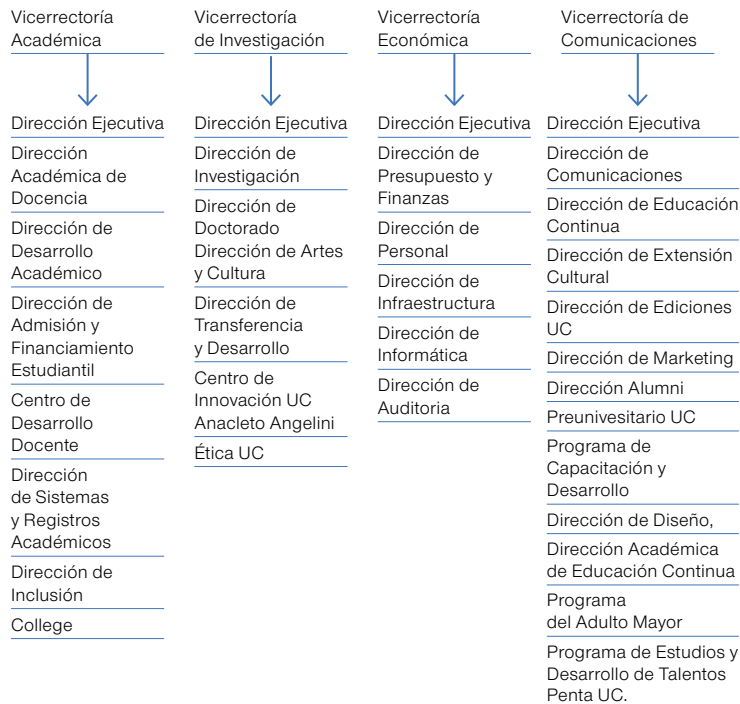 Vicerrectoría
Académica
Dirección Ejecutiva
Dirección
Académica de
Docencia
Dirección de
Desarrollo
Académico
Dirección de
Admisión y
Financiamiento
Estudiantil
Centro de
Desarrollo
Docente
Dirección
de Sistemas
y Registros
Académicos
Dirección de
Inclusión
College
Vicerrectoría
de Investigación
Dirección Ejecutiva
Dirección de
Investigación
Dirección de
Doctorado
Dirección de Artes
y Cultura
Dirección de
Transferencia
y Desarrollo
Centro de
Innovación UC
Anacleto Angelini
Ética UC
Vicerrectoría
Económica
Dirección Ejecutiva
Dirección de
Presupuesto y
Finanzas
Dirección de
Personal
Dirección de
Infraestructura
Dirección de
Informática
Dirección de
Auditoria
Vicerrectoría de
Comunicaciones
Dirección Ejecutiva
Dirección de
Comunicaciones
Dirección de Educación
Continua
Dirección de Extensión
Cultural
Dirección de Ediciones
UC
Dirección de Marketing
Dirección Alumni
Preunivesitario UC
Programa de
Capacitación y
Desarrollo
Dirección de Diseño,
Dirección Académica
de Educación Continua
Programa
del Adulto Mayor
Programa de Estudios y
Desarrollo de Talentos
Penta UC.